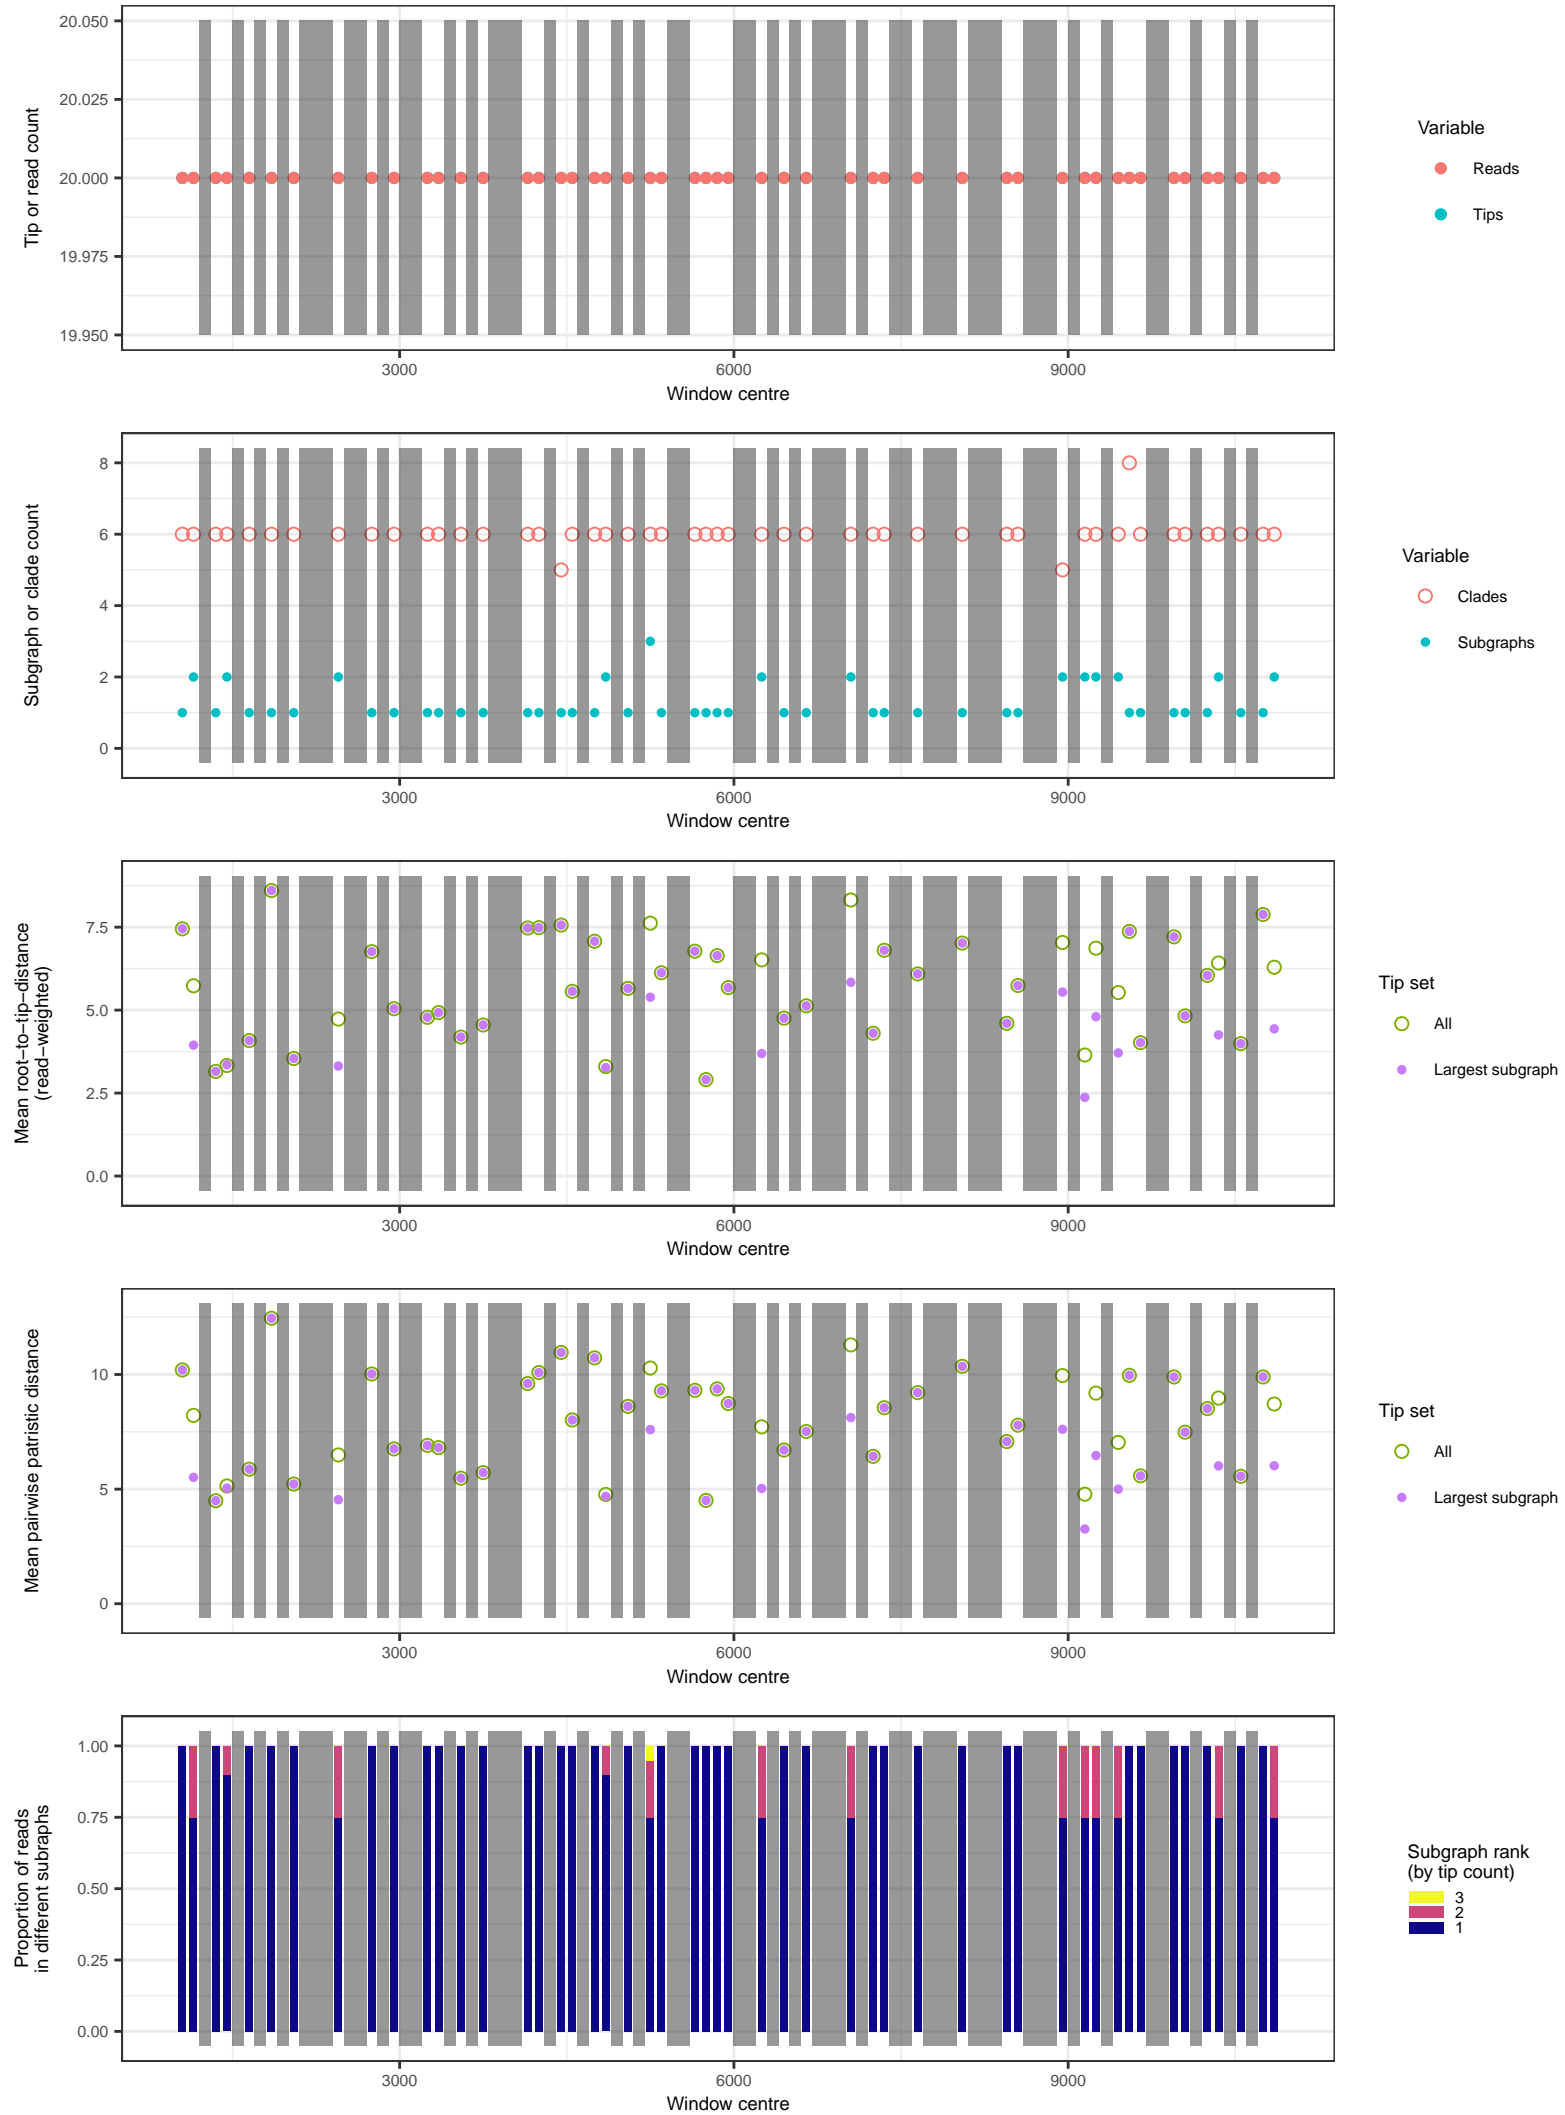 20.050
20.025
20.000
19.975
19.950
Tip or read count
3000
6000
9000
Window centre
Variable
Reads
Tips
8
6
4
2
0
Subgraph or clade count
3000
6000
9000
Window centre
Variable
Clades
Subgraphs
7.5
5.0
2.5
0.0
Mean root−to−tip−distance
(read−weighted)
3000
6000
9000
Window centre
Tip set
All
Largest subgraph
10
5
0
Mean pairwise patristic distance
3000
6000
9000
Window centre
Tip set
All
Largest subgraph
1.00
0.75
0.50
0.25
0.00
Proportion of reads
in different subraphs
3000
6000
9000
Window centre
Subgraph rank
(by tip count)
3
2
1